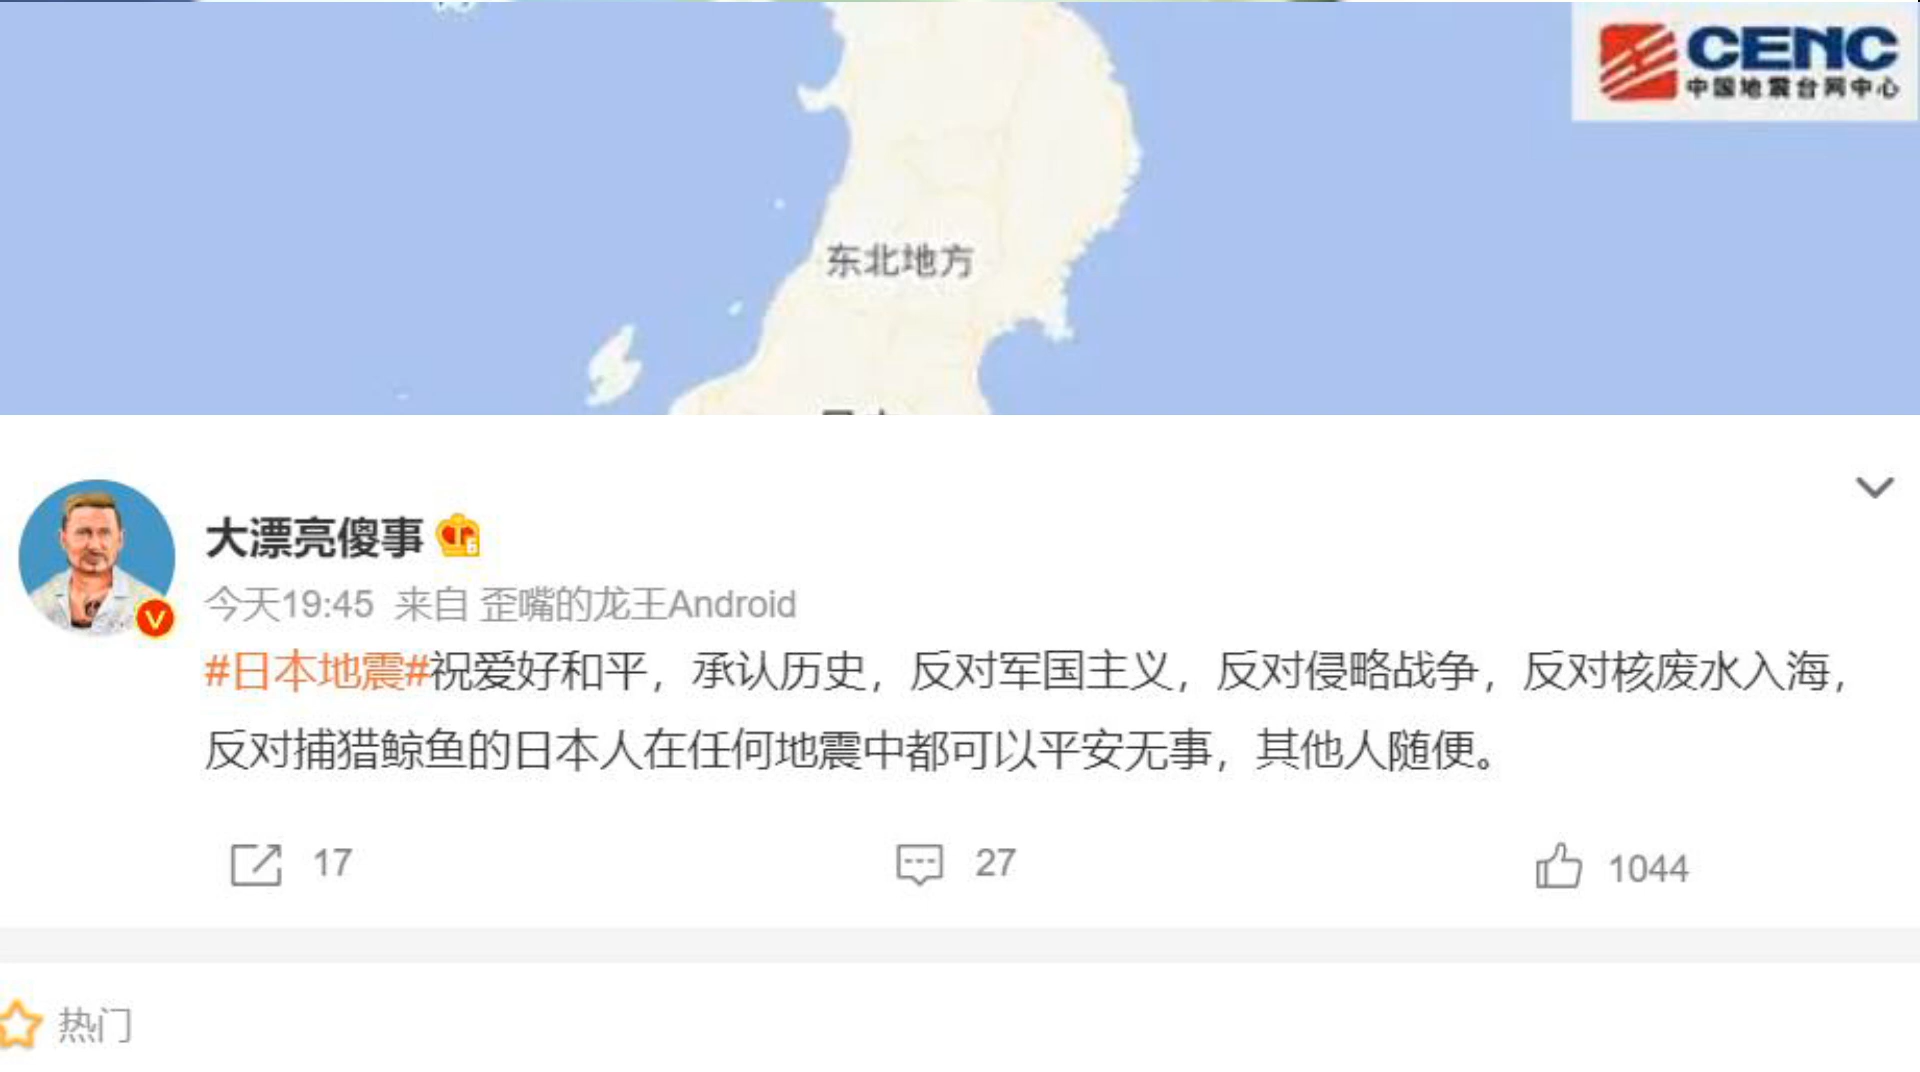 CENC
中国地震台网中心
东北地方
大漂亮傻事
今天19:45 来自 歪嘴的龙王Android
#日本地震#祝爱好和平，承认历史，反对军国主义，反对侵略战争，反对核废水入海，
反对捕猎鲸鱼的日本人在任何地震中都可以平安无事，其他人随便。
17
27
1044
热门